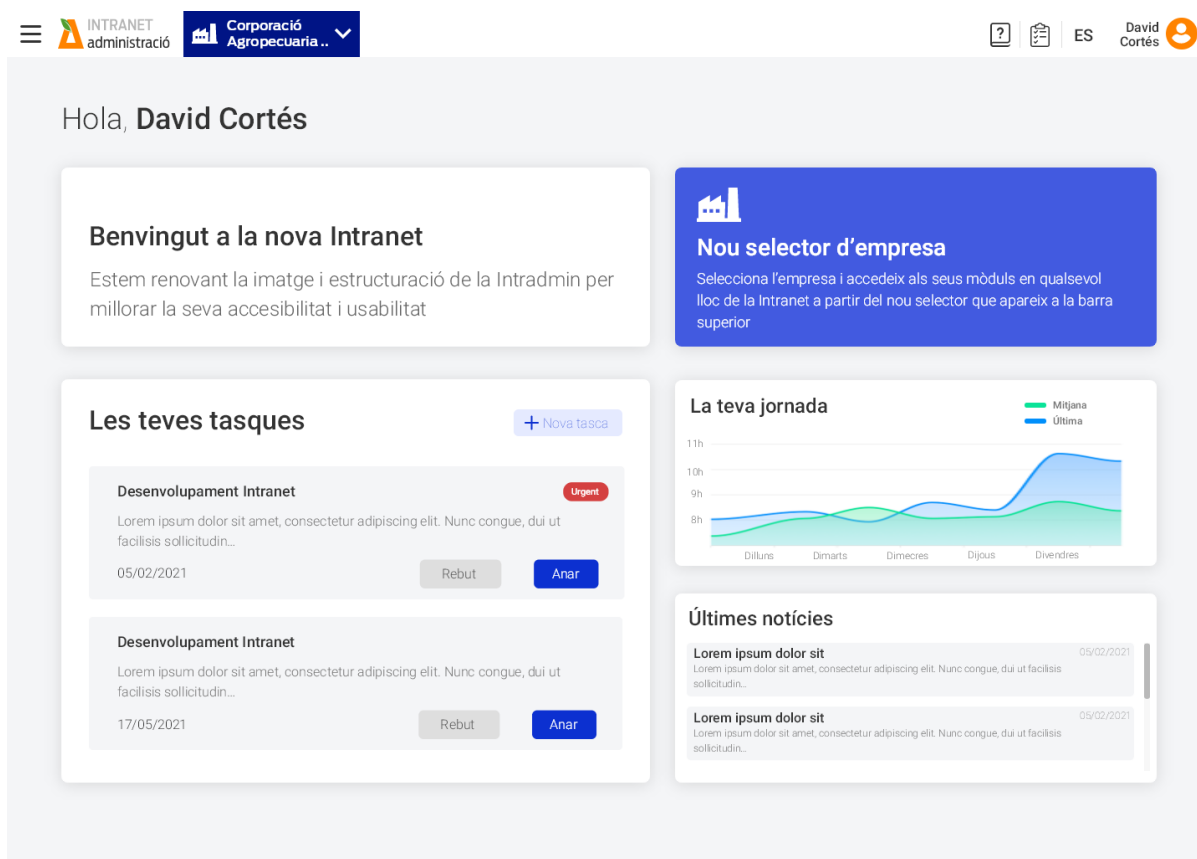 INTRANET
administració
Corporació
Agropecuaria ..
?
ES
David
Cortés
Hola, David Cortés
Benvingut a la nova Intranet
Estem renovant la imatge i estructuració de la Intradmin per
millorar la seva accesibilitat i usabilitat
Nou selector d’empresa
Selecciona l’empresa i accedeix als seus mòduls en qualsevol
lloc de la Intranet a partir del nou selector que apareix a la barra
superior
Les teves tasques
+ Nova tasca
Desenvolupament Intranet
Urgent
Lorem ipsum dolor sit amet, consectetur adipiscing elit. Nunc congue, dui ut
facilisis sollicitudin...
05/02/2021
Rebut
Anar
Desenvolupament Intranet
Lorem ipsum dolor sit amet, consectetur adipiscing elit. Nunc congue, dui ut
facilisis sollicitudin...
17/05/2021
Rebut
Anar
La teva jornada
Mitjana
Última
11h
10h
9h
8h
Dilluns
Dimarts
Dimecres
Dijous
Divendres
Últimes notícies
Lorem ipsum dolor sit
05/02/2021
Lorem ipsum dolor sit amet, consectetur adipiscing elit. Nunc congue, dui ut facilisis
sollicitudin...
Lorem ipsum dolor sit
05/02/2021
Lorem ipsum dolor sit amet, consectetur adipiscing elit. Nunc congue, dui ut facilisis
sollicitudin...